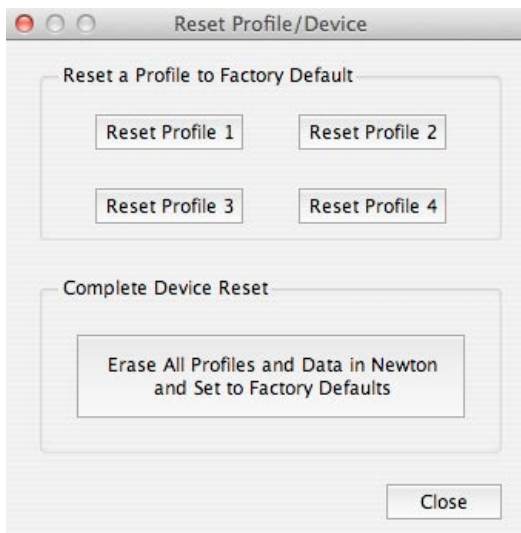 Reset Profile/Device
Reset a Profile to Factory Default
Reset Profile 1
Reset Profile 2
Reset Profile 3
Reset Profile 4
Complete Device Reset
Erase All Profiles and Data in Newton
and Set to Factory Defaults
Close